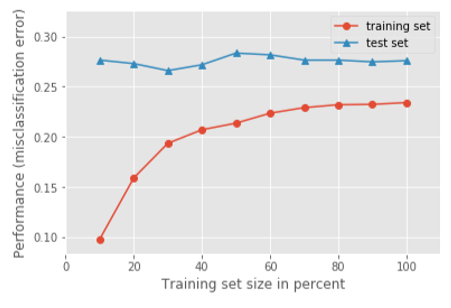 training set
test set
Performance (misclassification error)
0.30
0.25
0.20
0.15
0.10
0 20 40 60 80 100
Training set size in percent